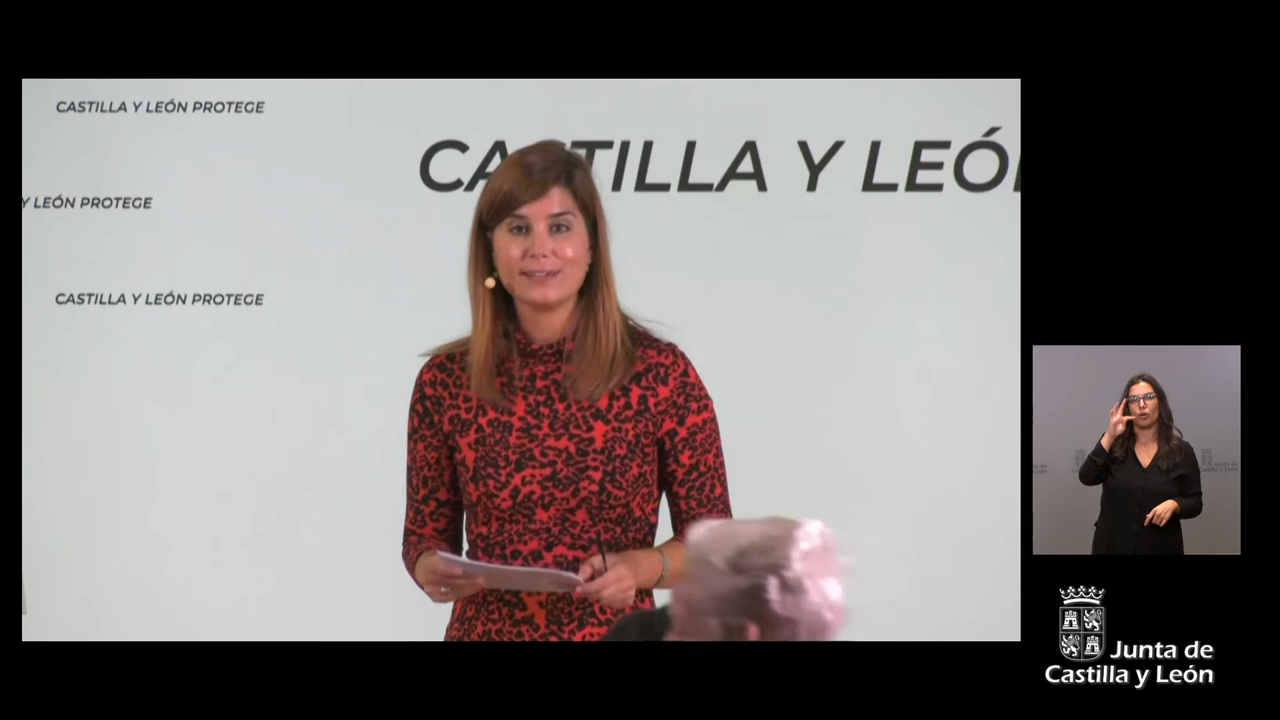 CASTILLA Y LEÓN PROTEGE
CASTILLA Y LEÓ
Y LEÓN PROTEGE
CASTILLA Y LEÓN PROTEGE
Junta de
Castilla y León